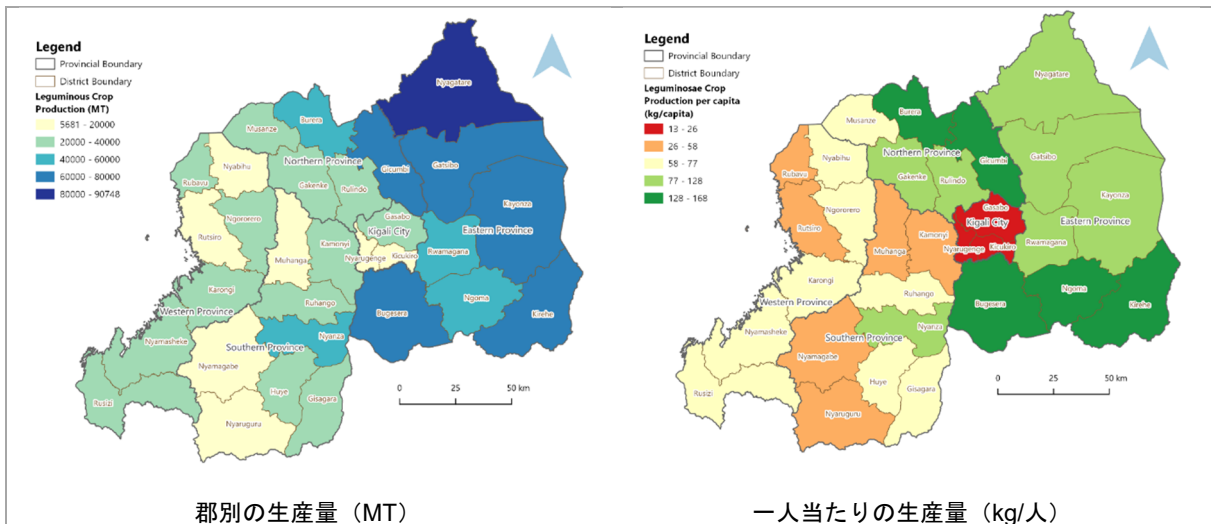 Legend
Provincial Boundary
District Boundary
Leguminous Crop
Production (MT)
5681 - 20000
20000 - 40000
40000 - 60000
60000 - 80000
80000 - 90748
Nyagatare
Burera
Musanze
Northern Province
Gicumbi
Gatsibo
Nyabihu
Rubavu
Gakenke
Rulindo
Kayonza
Ngororero
Gasabo
Kigali City
Eastern Province
Rutsiro
Kamonyi
Rwamagana
Muhanga
Nyarugenge
Kicukiro
Karongi
Ruhango
Ngoma
Bugesera
Kirehe
Western Province
Nyamasheke
Nyanza
Southern Province
Nyamagabe
Huye
Gisagara
Rusizi
Nyaruguru
0 25 50 km
郡別の生産量（MT）
Legend
Provincial Boundary
District Boundary
Leguminosae Crop
Production per capita
(kg/capita)
13 - 26
26 - 58
58 - 77
77 - 128
128 - 168
Nyagatare
Burera
Musanze
Northern Province
Gicumbi
Gatsibo
Nyabihu
Rubavu
Gakenke
Rulindo
Kayonza
Ngororero
Gasabo
Kigali City
Eastern Province
Rutsiro
Kamonyi
Rwamagana
Muhanga
Nyarugenge
Kicukiro
Karongi
Ruhango
Ngoma
Bugesera
Kirehe
Western Province
Nyamasheke
Nyanza
Southern Province
Nyamagabe
Huye
Gisagara
Rusizi
Nyaruguru
0 25 50 km
一人当たりの生産量（kg/人）